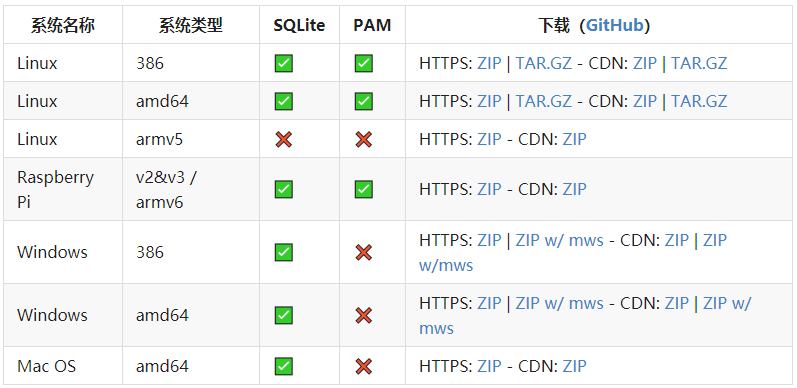 系统名称 系统类型 SQLite PAM 下载（GitHub）
Linux 386 ✅ ✅ HTTPS: ZIP | TAR.GZ - CDN: ZIP | TAR.GZ
Linux amd64 ✅ ✅ HTTPS: ZIP | TAR.GZ - CDN: ZIP | TAR.GZ
Linux armv5 ❌ ❌ HTTPS: ZIP - CDN: ZIP
Raspberry
Pi
v2&v3 /
armv6
✅ ✅ HTTPS: ZIP - CDN: ZIP
Windows 386 ✅ ❌ HTTPS: ZIP | ZIP w/ mws - CDN: ZIP | ZIP
w/mws
Windows amd64 ✅ ❌ HTTPS: ZIP | ZIP w/ mws - CDN: ZIP | ZIP w/
mws
Mac OS amd64 ✅ ❌ HTTPS: ZIP - CDN: ZIP